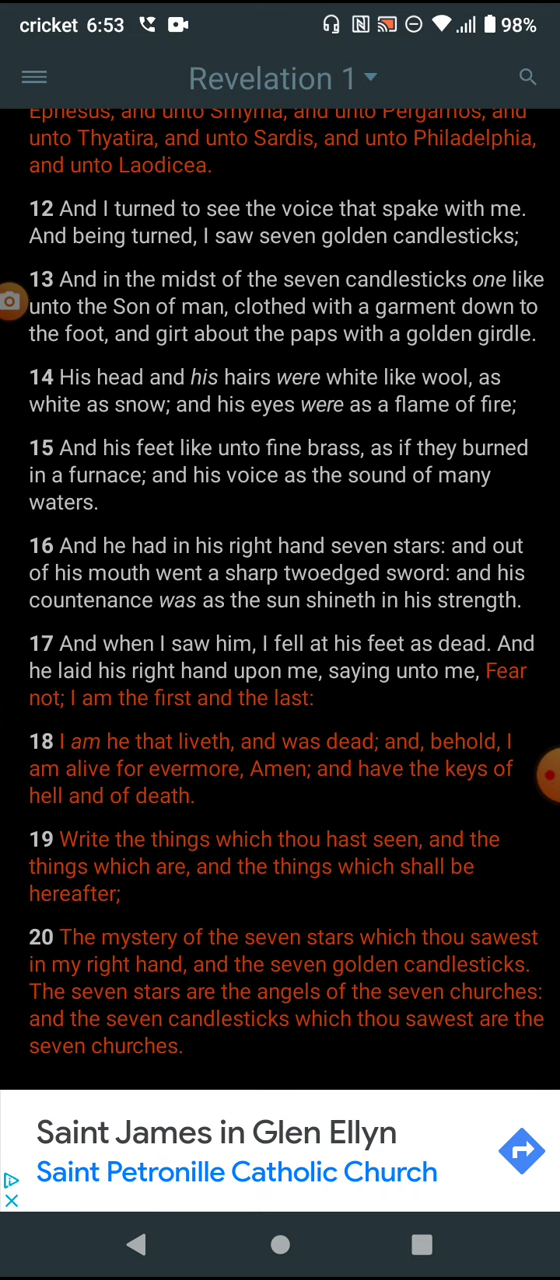 cricket 6:53 98%
Revelation 1
Ephesus, and unto Smyrna, and unto Pergamos, and
unto Thyatira, and unto Sardis, and unto Philadelphia,
and unto Laodicea.
12 And I turned to see the voice that spake with me.
And being turned, I saw seven golden candlesticks;
13 And in the midst of the seven candlesticks one like
unto the Son of man, clothed with a garment down to
the foot, and girt about the paps with a golden girdle.
14 His head and his hairs were white like wool, as
white as snow; and his eyes were as a flame of fire;
15 And his feet like unto fine brass, as if they burned
in a furnace; and his voice as the sound of many
waters.
16 And he had in his right hand seven stars: and out
of his mouth went a sharp twoedged sword: and his
countenance was as the sun shineth in his strength.
17 And when I saw him, I fell at his feet as dead. And
he laid his right hand upon me, saying unto me, Fear
not; I am the first and the last:
18 I am he that liveth, and was dead; and, behold, I
am alive for evermore, Amen; and have the keys of
hell and of death.
19 Write the things which thou hast seen, and the
things which are, and the things which shall be
hereafter;
20 The mystery of the seven stars which thou sawest
in my right hand, and the seven golden candlesticks.
The seven stars are the angels of the seven churches:
and the seven candlesticks which thou sawest are the
seven churches.
Saint James in Glen Ellyn
Saint Petronille Catholic Church